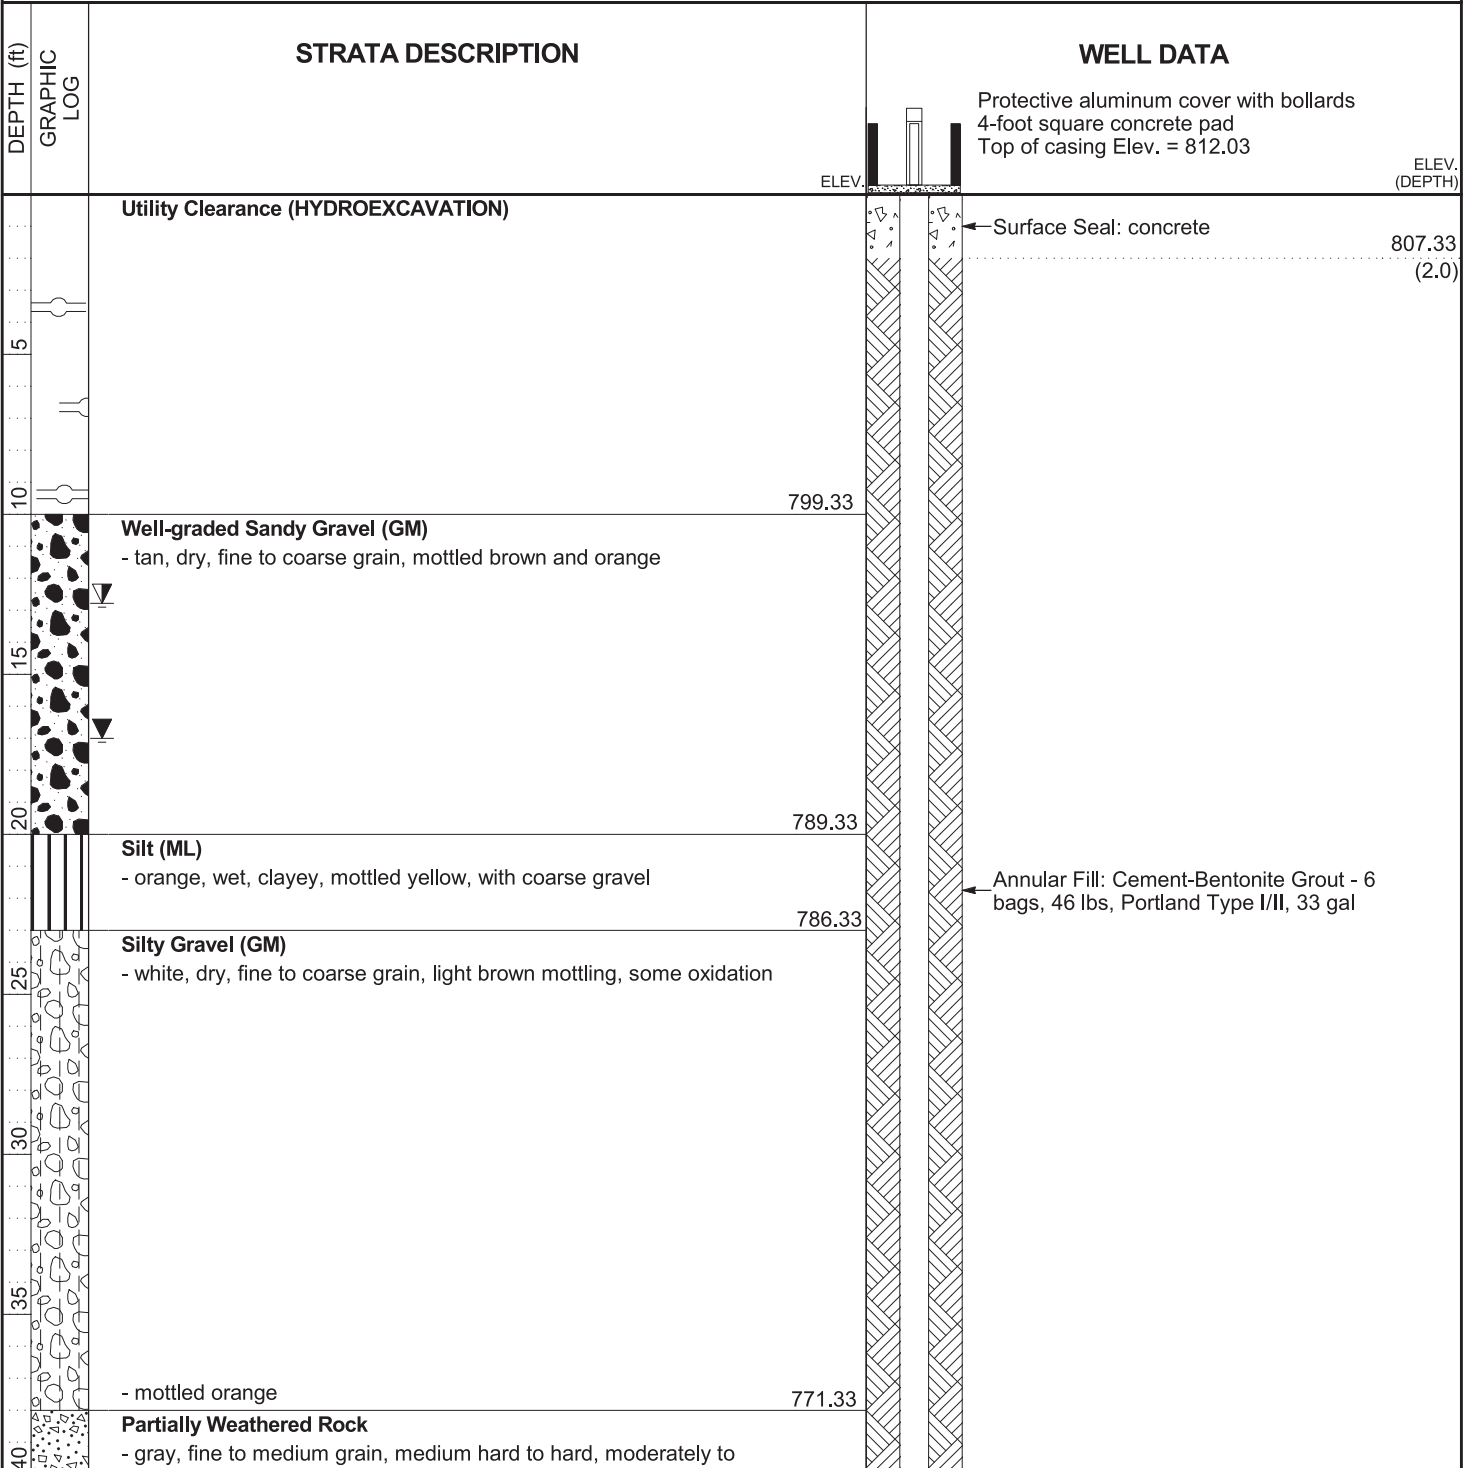 DEPTH (ft)
GRAPHIC
LOG
STRATA DESCRIPTION
ELEV.
WELL DATA
Protective aluminum cover with bollards
4-foot square concrete pad
Top of casing Elev. = 812.03
ELEV.
(DEPTH)
Utility Clearance (HYDROEXCAVATION)
Surface Seal: concrete
807.33
(2.0)
5
10
799.33
Well-graded Sandy Gravel (GM)
- tan, dry, fine to coarse grain, mottled brown and orange
15
20
789.33
Silt (ML)
- orange, wet, clayey, mottled yellow, with coarse gravel
Annular Fill: Cement-Bentonite Grout - 6
bags, 46 lbs, Portland Type I/II, 33 gal
786.33
Silty Gravel (GM)
- white, dry, fine to coarse grain, light brown mottling, some oxidation
25
30
35
- mottled orange
771.33
Partially Weathered Rock
- gray, fine to medium grain, medium hard to hard, moderately to
40